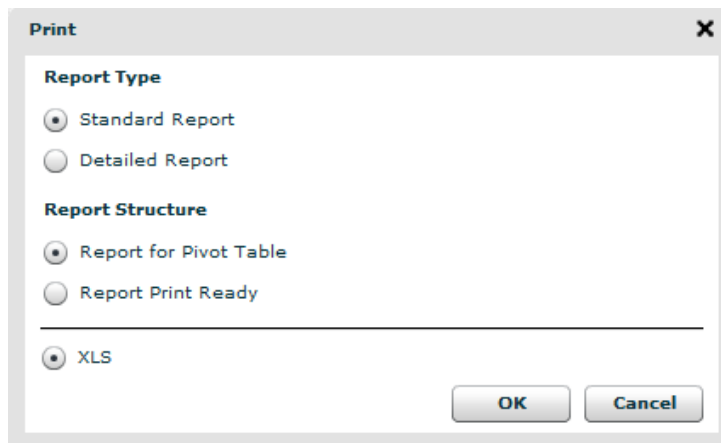 Print
Report Type
Standard Report
Detailed Report
Report Structure
Report for Pivot Table
Report Print Ready
XLS
OK Cancel